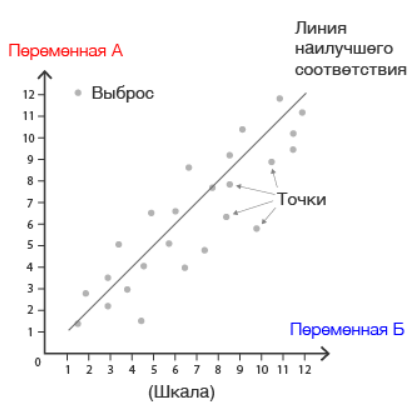 Линия
наилучшего
соответствия
Переменная А
Выброс
12
11
10
9
8
7
6
5
4
3
2
1
0
Точки
Переменная Б
1 2 3 4 5 6 7 8 9 10 11 12
(Шкала)